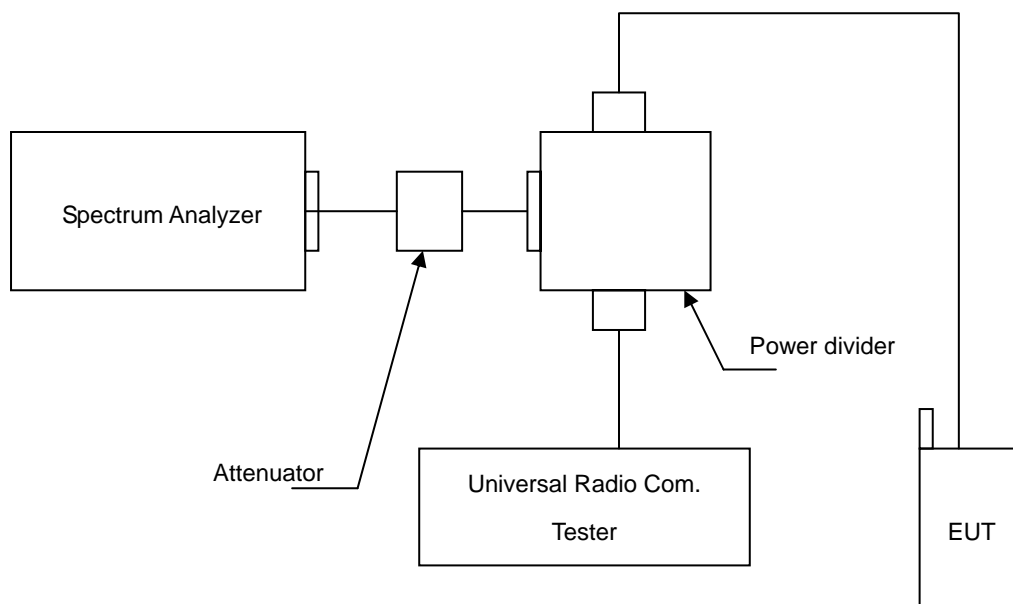 Spectrum Analyzer
Power divider
Attenuator
Universal Radio Com.
Tester
EUT